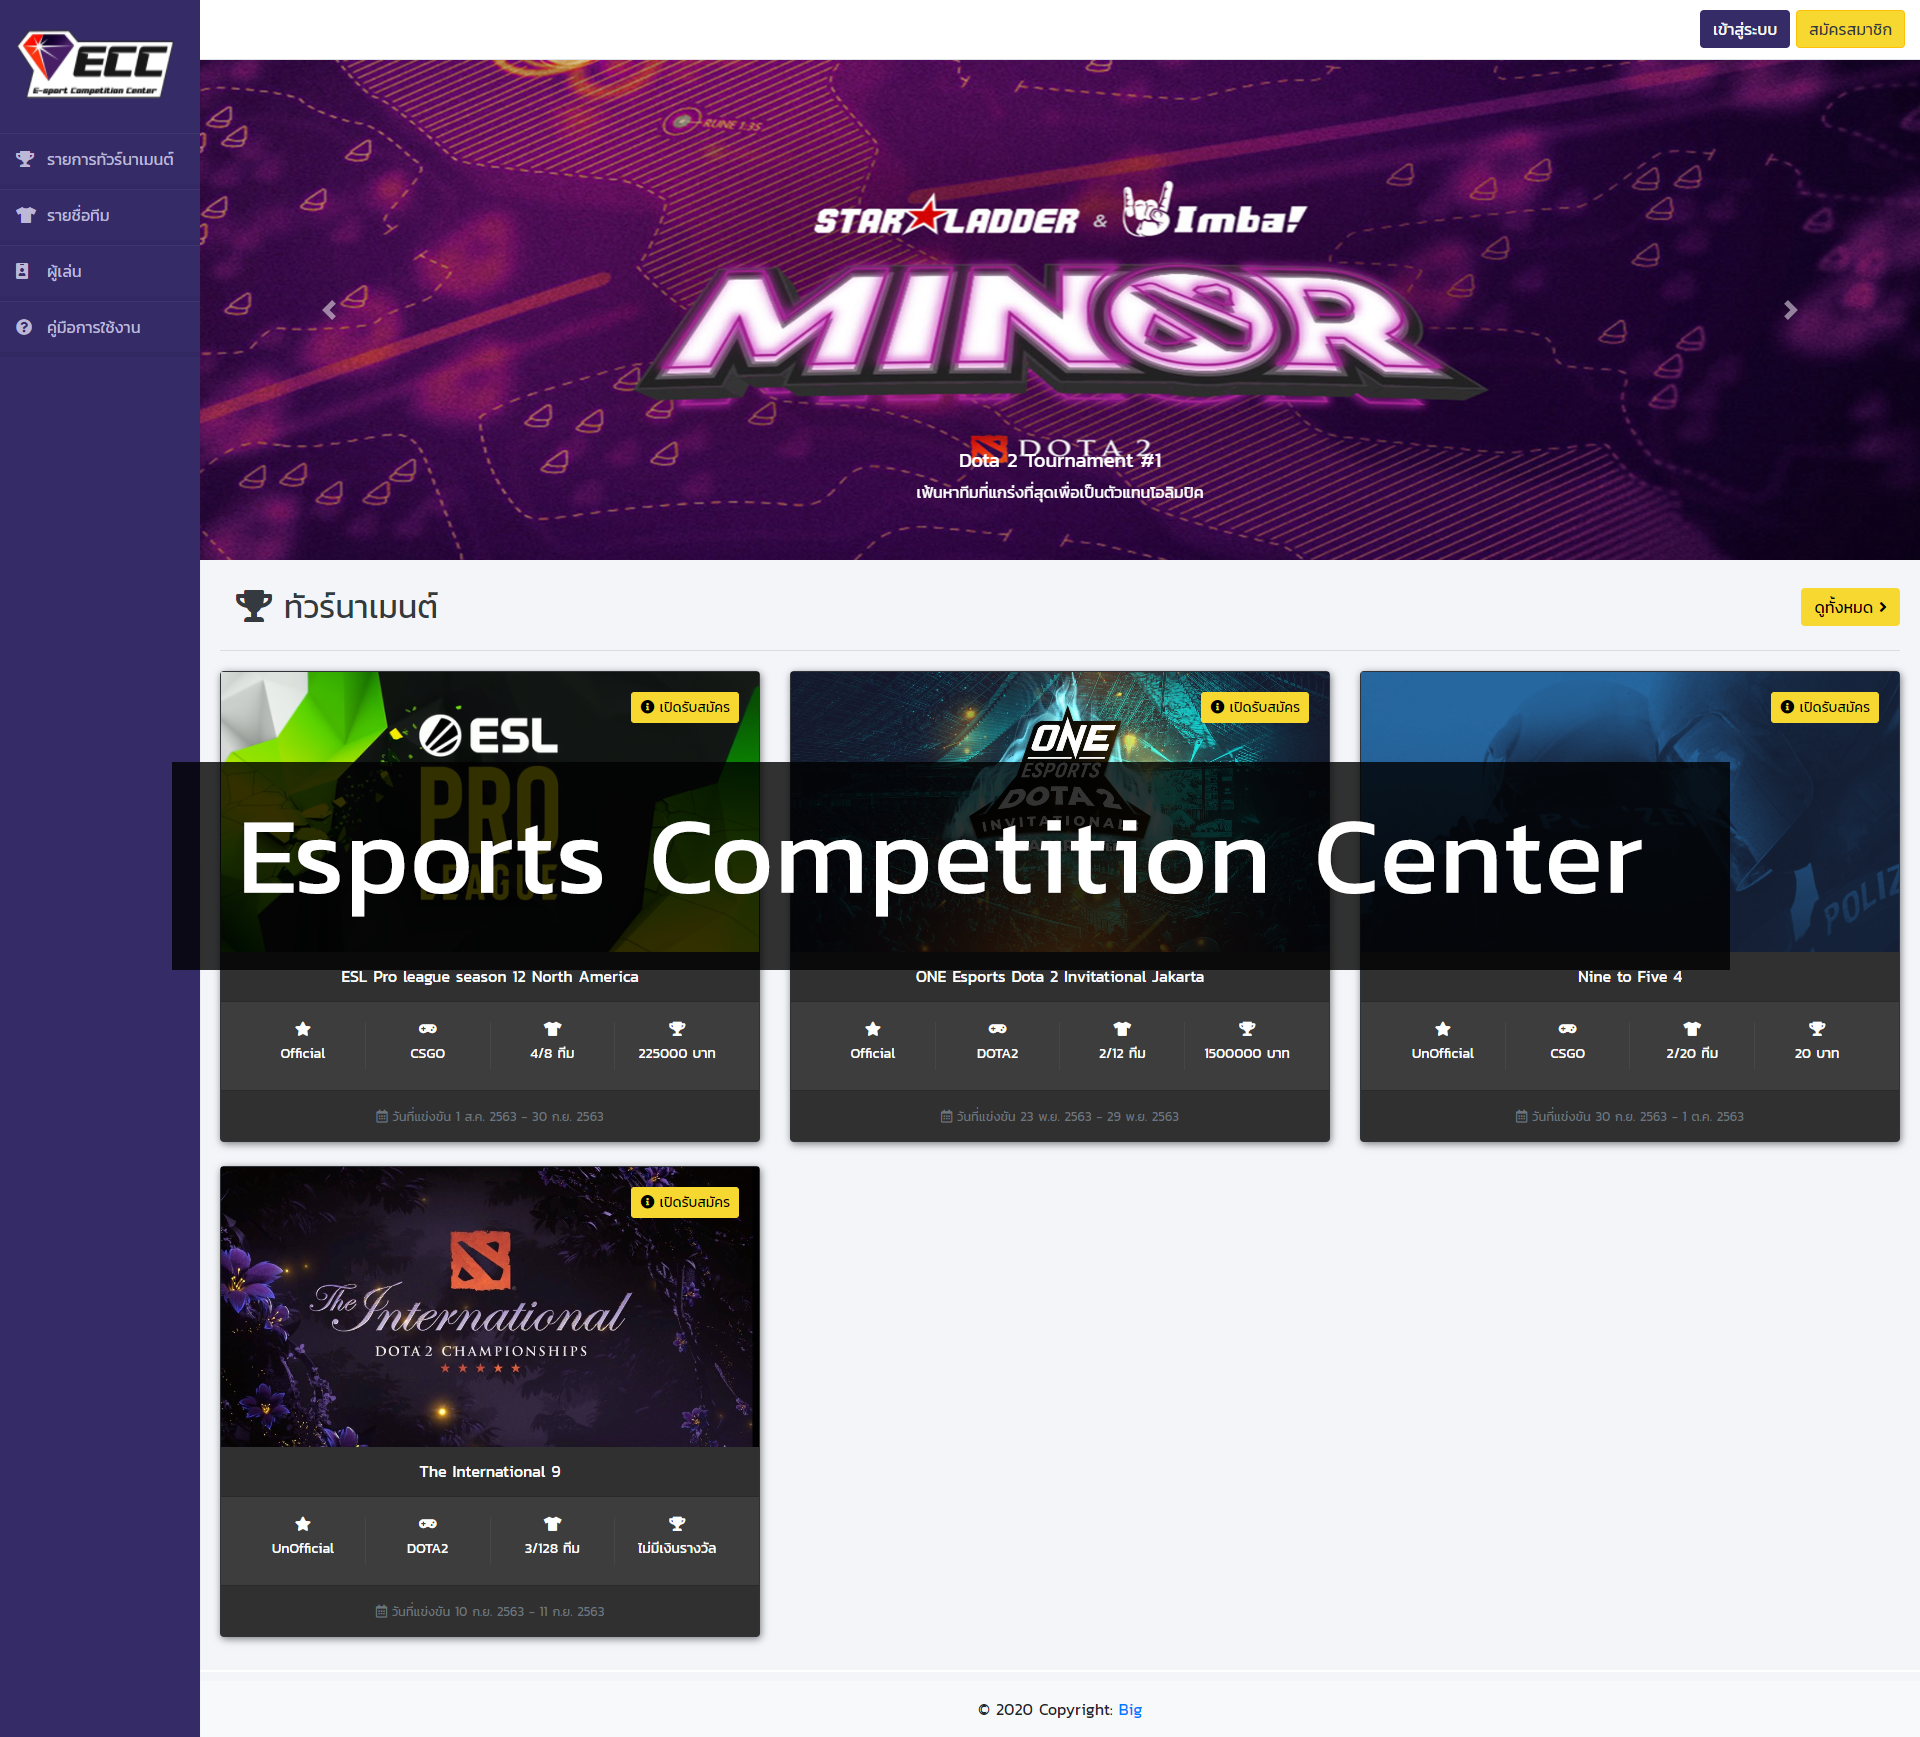 ECC
E-sport Competition Center
เข้าสู่ระบบ
สมัครสมาชิก
รายการทัวร์นาเมนต์
รายชื่อทีม
ผู้เล่น
คู่มือการใช้งาน
RUNE 1:35
STAR LADDER & Imba!
MINOR
DOTA 2
Dota 2 Tournament #1
เฟ้นหาทีมที่แกร่งที่สุดเพื่อเป็นตัวแทนโอลิมปิค
ทัวร์นาเมนต์
ดูทั้งหมด
เปิดรับสมัคร
ESL
PRO
LEAGUE
เปิดรับสมัคร
ONE
ESPORTS
DOTA 2
INVITATIONAL
เปิดรับสมัคร
POLIZ
Esports Competition Center
ESL Pro league season 12 North America
Official
CSGO
4/8 ทีม
225000 บาท
วันที่แข่งขัน 1 ส.ค. 2563 - 30 ก.ย. 2563
ONE Esports Dota 2 Invitational Jakarta
Official
DOTA2
2/12 ทีม
1500000 บาท
วันที่แข่งขัน 23 พ.ย. 2563 - 29 พ.ย. 2563
Nine to Five 4
UnOfficial
CSGO
2/20 ทีม
20 บาท
วันที่แข่งขัน 30 ก.ย. 2563 - 1 ต.ค. 2563
เปิดรับสมัคร
The International
DOTA 2 CHAMPIONSHIPS
The International 9
UnOfficial
DOTA2
3/128 ทีม
ไม่มีเงินรางวัล
วันที่แข่งขัน 10 ก.ย. 2563 - 11 ก.ย. 2563
© 2020 Copyright: Big